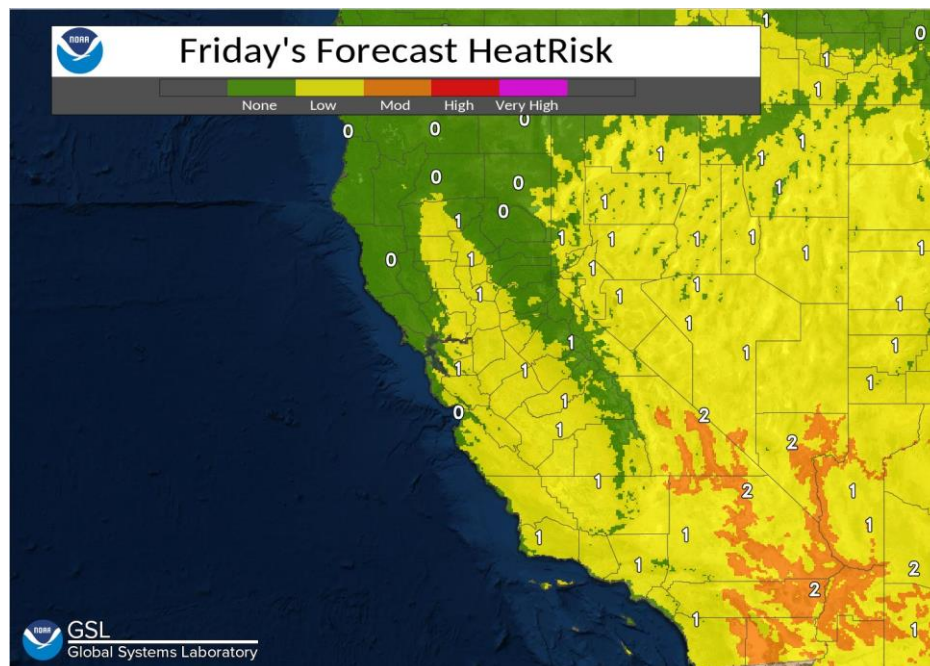 NOAA
Friday's Forecast HeatRisk
None Low Mod High Very High
1
0
1
1
0
0 0
1
1 1
0 0 1
1
0
1
1 1 1 1 1
0 1 1 1
1 1 1 1
1
1 1 1
1 1
1
0 2
1 2
1 2 1
1 1 1
1 2
2
1 1
NOAA
GSL
Global Systems Laboratory